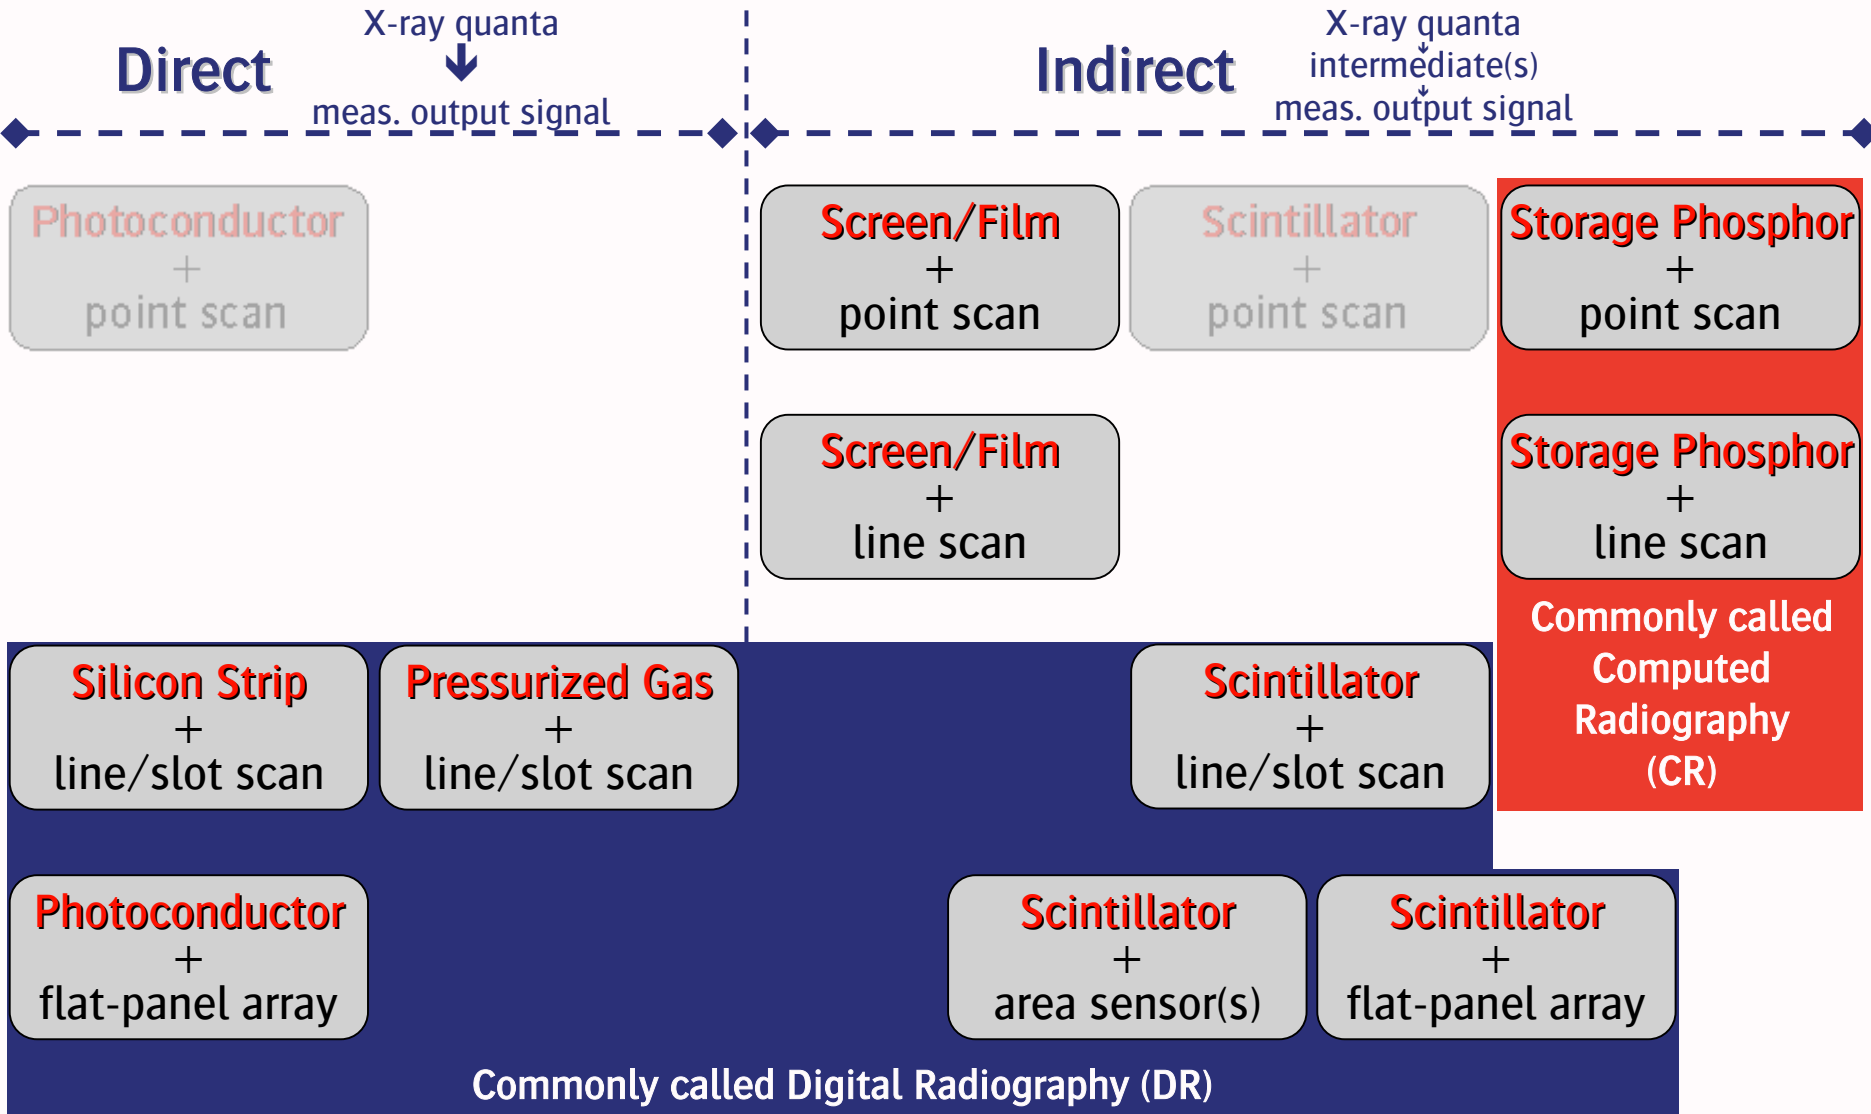 Direct
X-ray quanta
meas. output signal
Indirect
X-ray quanta
intermediate(s)
meas. output signal
Photoconductor
+
point scan
Screen/Film
+
point scan
Scintillator
+
point scan
Storage Phosphor
+
point scan
Screen/Film
+
line scan
Storage Phosphor
+
line scan
Commonly called
Computed
Radiography
(CR)
Silicon Strip
+
line/slot scan
Pressurized Gas
+
line/slot scan
Scintillator
+
line/slot scan
Photoconductor
+
flat-panel array
Scintillator
+
area sensor(s)
Scintillator
+
flat-panel array
Commonly called Digital Radiography (DR)